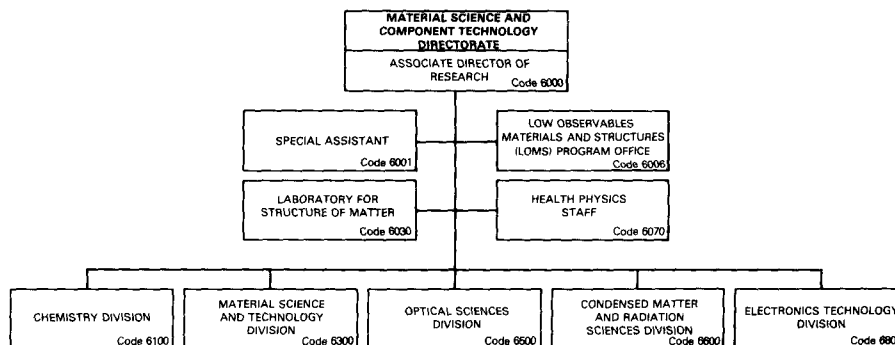 MATERIAL SCIENCE AND
COMPONENT TECHNOLOGY
DIRECTORATE
ASSOCIATE DIRECTOR OF
RESEARCH
Code 6000
SPECIAL ASSISTANT
Code 6001
LOW OBSERVABLES
MATERIALS AND STRUCTURES
(LOMS) PROGRAM OFFICE
Code 6006
LABORATORY FOR
STRUCTURE OF MATTER
Code 6030
HEALTH PHYSICS
STAFF
Code 6070
CHEMISTRY DIVISION
Code 6100
MATERIAL SCIENCE
AND TECHNOLOGY
DIVISION
Code 6300
OPTICAL SCIENCES
DIVISION
Code 6500
CONDENSED MATTER
AND RADIATION
SCIENCES DIVISION
Code 6600
ELECTRONICS TECHNOLOGY
DIVISION
Code